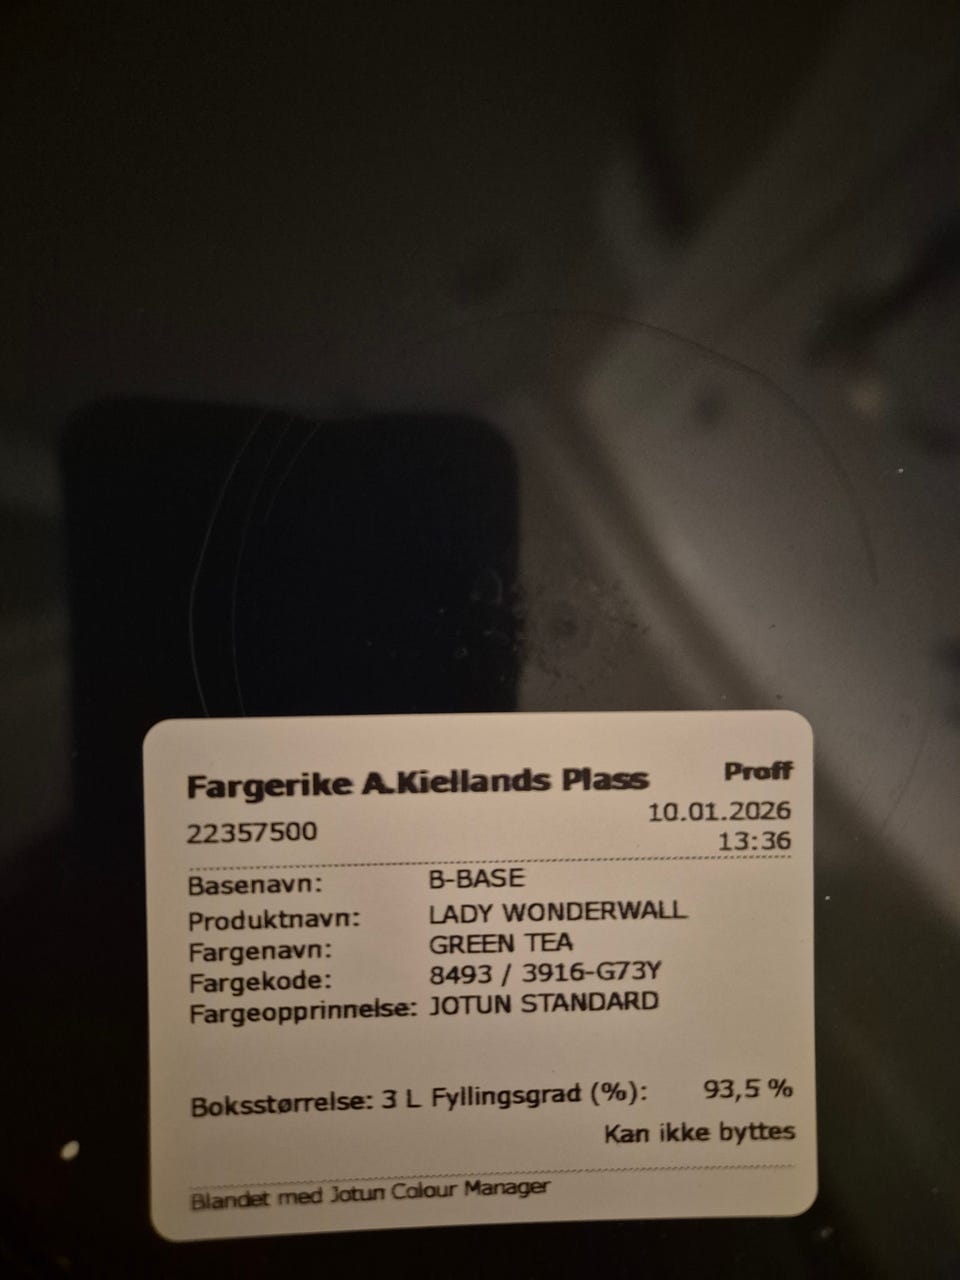 Fargerike A.Kiellands Plass Proff
22357500 10.01.2026
13:36
Basenavn: B-BASE
Produktnavn: LADY WONDERWALL
Fargenavn: GREEN TEA
Fargekode: 8493 / 3916-G73Y
Fargeopprinnelse: JOTUN STANDARD
Boksstørrelse: 3 L Fyllingsgrad (%): 93,5 %
Kan ikke byttes
Blandet med Jotun Colour Manager